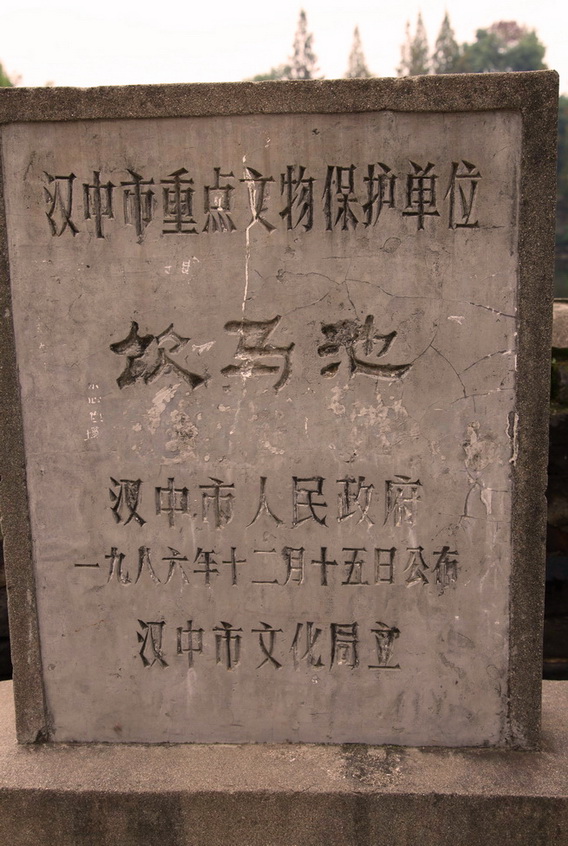 汉中市重点文物保护单位
饮马池
汉中市人民政府
一九八六年十二月十五日公布
汉中市文化局立